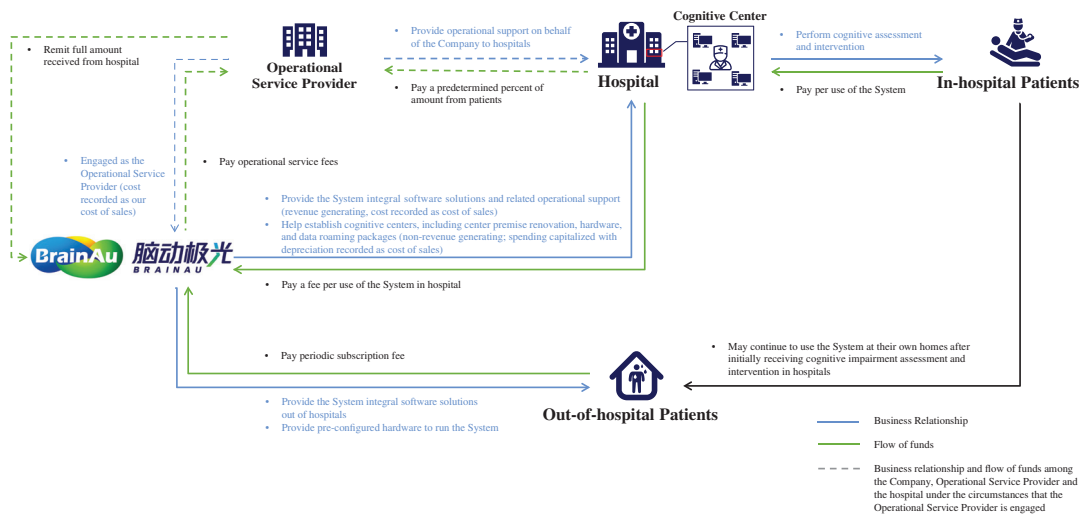 Cognitive Center
• Remit full amount
received from hospital
Operational
Service Provider
• Provide operational support on behalf
of the Company to hospitals
• Pay a predetermined percent of
amount from patients
Hospital
• Perform cognitive assessment
and intervention
• Pay per use of the System
In-hospital Patients
• Engaged as the
Operational Service
Provider (cost
recorded as our
cost of sales)
• Pay operational service fees
• Provide the System integral software solutions and related operational support
(revenue generating, cost recorded as cost of sales)
• Help establish cognitive centers, including center premise renovation, hardware,
and data roaming packages (non-revenue generating; spending capitalized with
depreciation recorded as cost of sales)
BrainAu
脑动极光
BRAINAU
• Pay a fee per use of the System in hospital
• Pay periodic subscription fee
• May continue to use the System at their own homes after
initially receiving cognitive impairment assessment and
intervention in hospitals
• Provide the System integral software solutions
out of hospitals
• Provide pre-configured hardware to run the System
Out-of-hospital Patients
Business Relationship
Flow of funds
Business relationship and flow of funds among
the Company, Operational Service Provider and
the hospital under the circumstances that the
Operational Service Provider is engaged